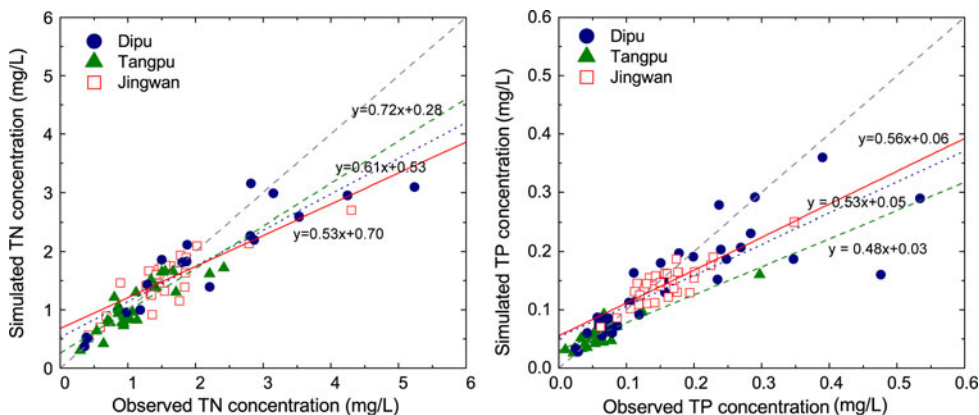 6
5
4
3
2
1
0
0
1
2
3
4
5
6
Simulated TN concentration (mg/L)
Observed TN concentration (mg/L)
Dipu
Tangpu
Jingwan
y=0.72x+0.28
y=0.61x+0.53
y=0.53x+0.70
0.6
0.5
0.4
0.3
0.2
0.1
0.0
0.0
0.1
0.2
0.3
0.4
0.5
0.6
Simulated TP concentration (mg/L)
Observed TP concentration (mg/L)
Dipu
Tangpu
Jingwan
y=0.56x+0.06
y = 0.53x+0.05
y = 0.48x+0.03